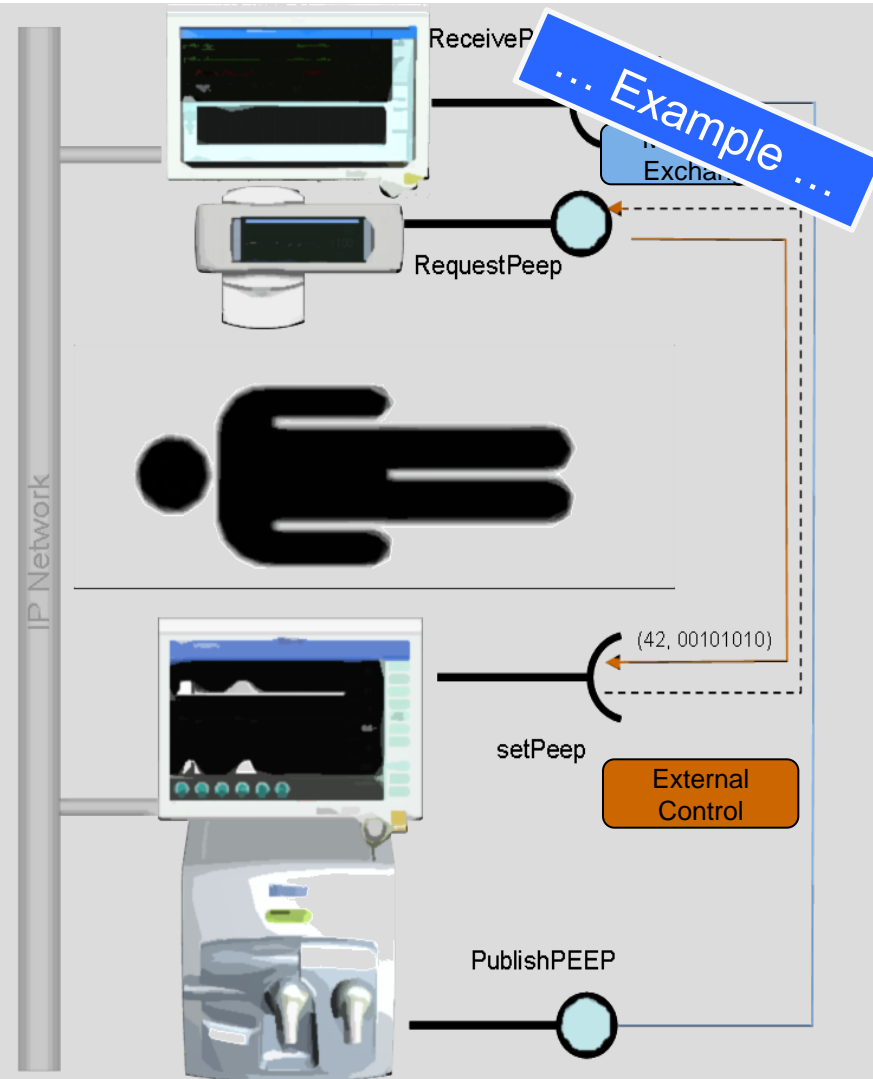 ReceiveP
... Example ...
Exchan
RequestPeep
IP Network
(42, 00101010)
setPeep
External
Control
PublishPEEP